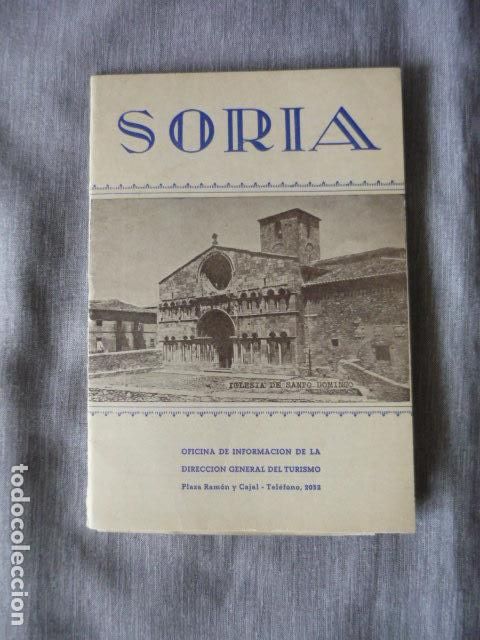 SORIA
IGLESIA DE SANTO DOMINGO
OFICINA DE INFORMACION DE LA
DIRECCION GENERAL DEL TURISMO
Plaza Ramón y Cajal - Teléfono, 2052
todocoleccion